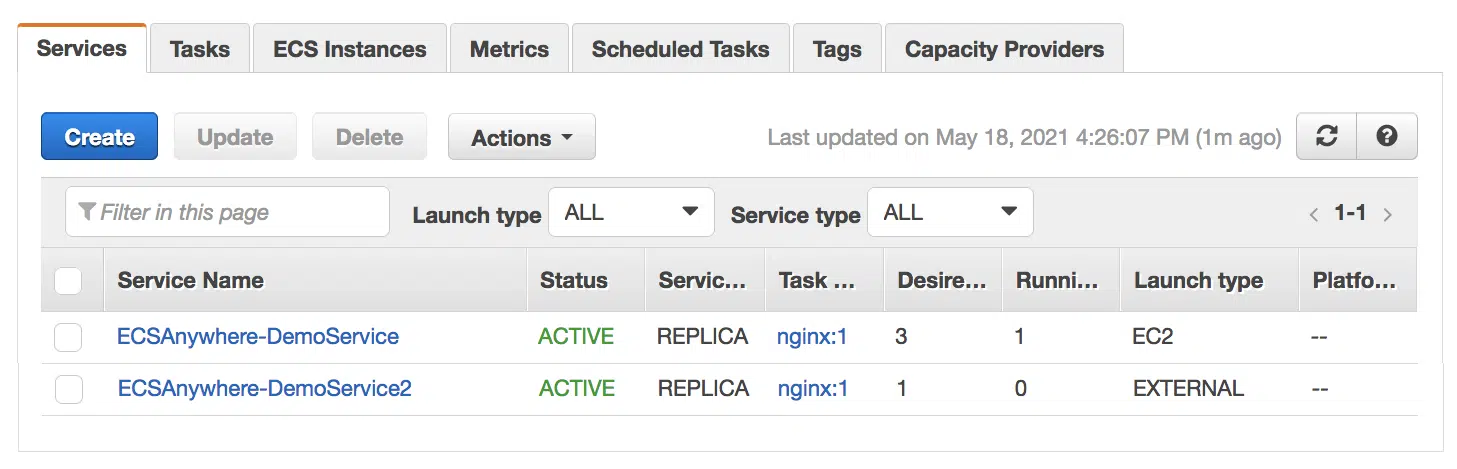 Services Tasks ECS Instances Metrics Scheduled Tasks Tags Capacity Providers
Create Update Delete Actions Last updated on May 18, 2021 4:26:07 PM (1m ago)
Filter in this page Launch type ALL Service type ALL < 1-1 >
Service Name Status Servic... Task ... Desire... Runni... Launch type Platfo...
ECSAnywhere-DemoService ACTIVE REPLICA nginx:1 3 1 EC2 --
ECSAnywhere-DemoService2 ACTIVE REPLICA nginx:1 1 0 EXTERNAL --